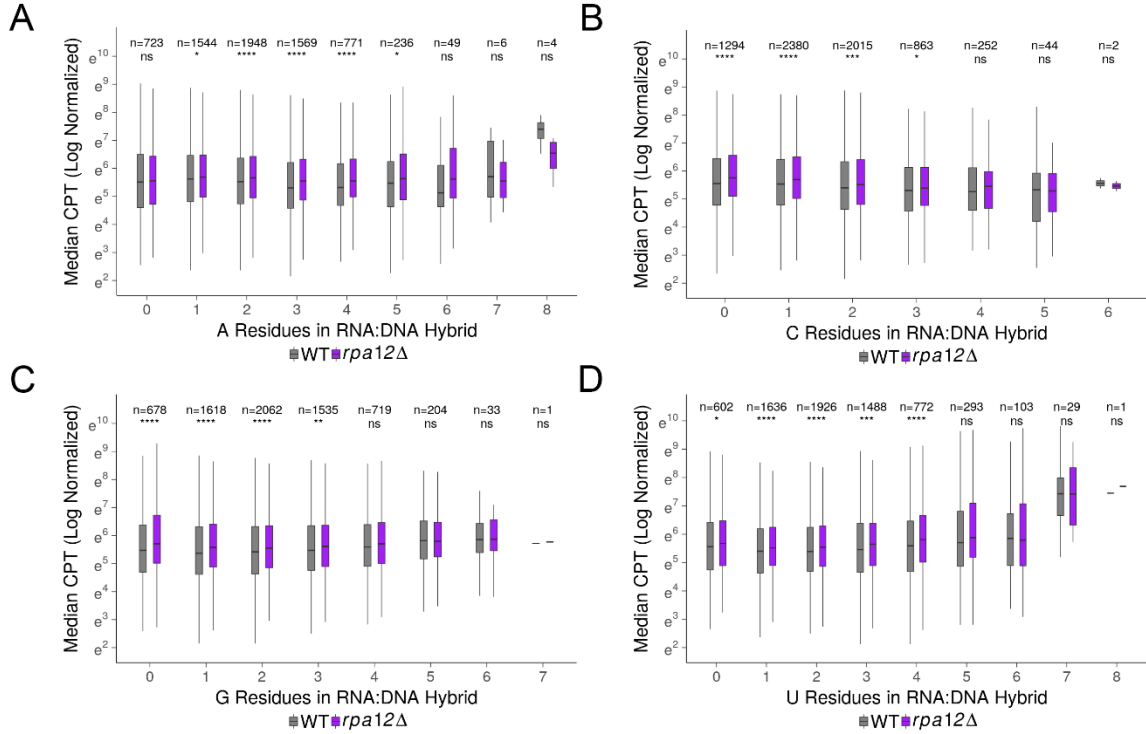 A
n=723 n=1544 n=1948 n=1569 n=771 n=236 n=49 n=6 n=4
ns * **** **** **** * ns ns ns
e10
e9
e8
e7
e6
e5
e4
e3
e2
Median CPT (Log Normalized)
0 1 2 3 4 5 6 7 8
A Residues in RNA:DNA Hybrid
WT rpa12Δ
B
n=1294 n=2380 n=2015 n=863 n=252 n=44 n=2
**** **** *** * ns ns ns
e10
e9
e8
e7
e6
e5
e4
e3
e2
Median CPT (Log Normalized)
0 1 2 3 4 5 6
C Residues in RNA:DNA Hybrid
WT rpa12Δ
C
n=678 n=1618 n=2062 n=1535 n=719 n=204 n=33 n=1
**** **** **** ** ns ns ns ns
e10
e9
e8
e7
e6
e5
e4
e3
e2
Median CPT (Log Normalized)
0 1 2 3 4 5 6 7
G Residues in RNA:DNA Hybrid
WT rpa12Δ
D
n=602 n=1636 n=1926 n=1488 n=772 n=293 n=103 n=29 n=1
* **** **** *** **** ns ns ns ns
e10
e9
e8
e7
e6
e5
e4
e3
e2
Median CPT (Log Normalized)
0 1 2 3 4 5 6 7 8
U Residues in RNA:DNA Hybrid
WT rpa12Δ